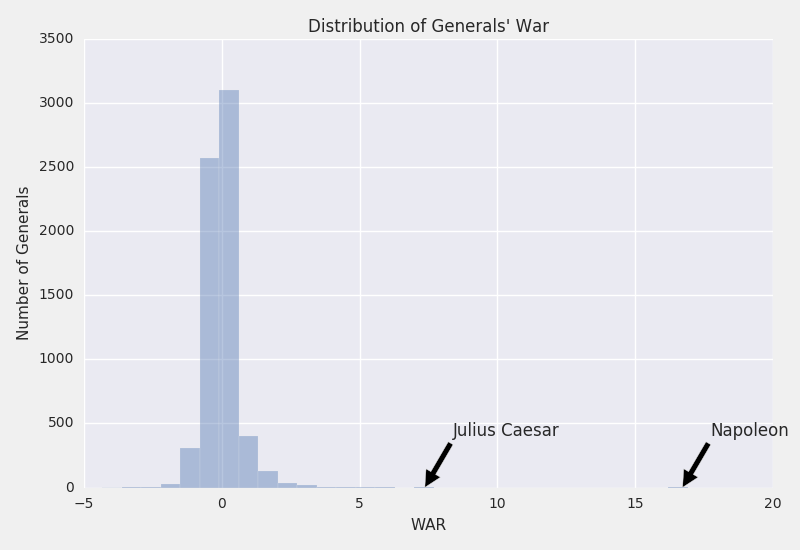 Distribution of Generals' War
3500
3000
2500
2000
1500
1000
500
0
Number of Generals
Julius Caesar
Napoleon
−5
0
5
10
15
20
WAR